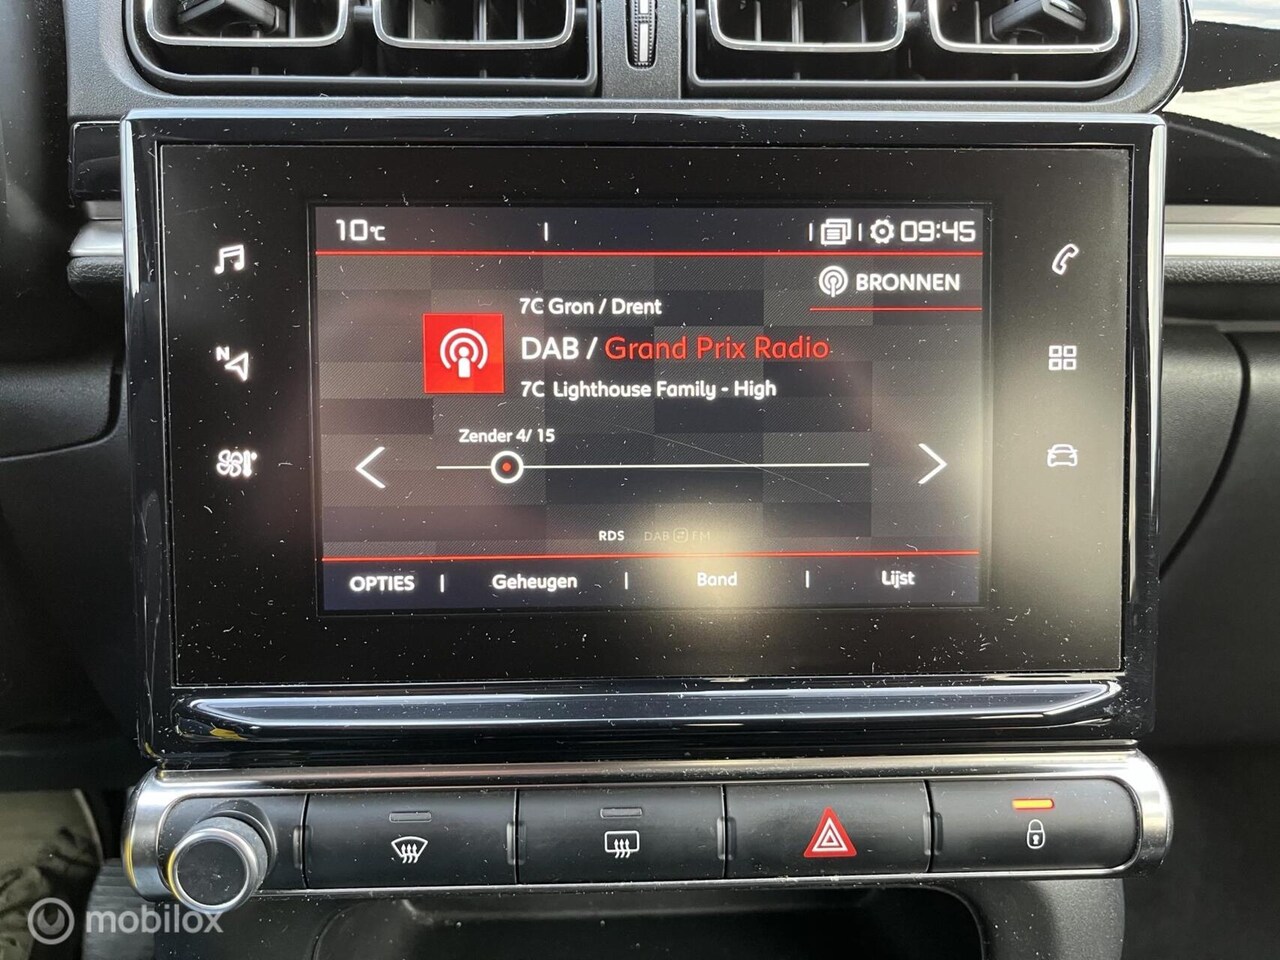 10°C
09:45
BRONNEN
7C Gron / Drent
DAB / Grand Prix Radio
7C Lighthouse Family - High
Zender 4/ 15
N
RDS DAB FM
OPTIES | Geheugen | Band | Lijst
mobilox